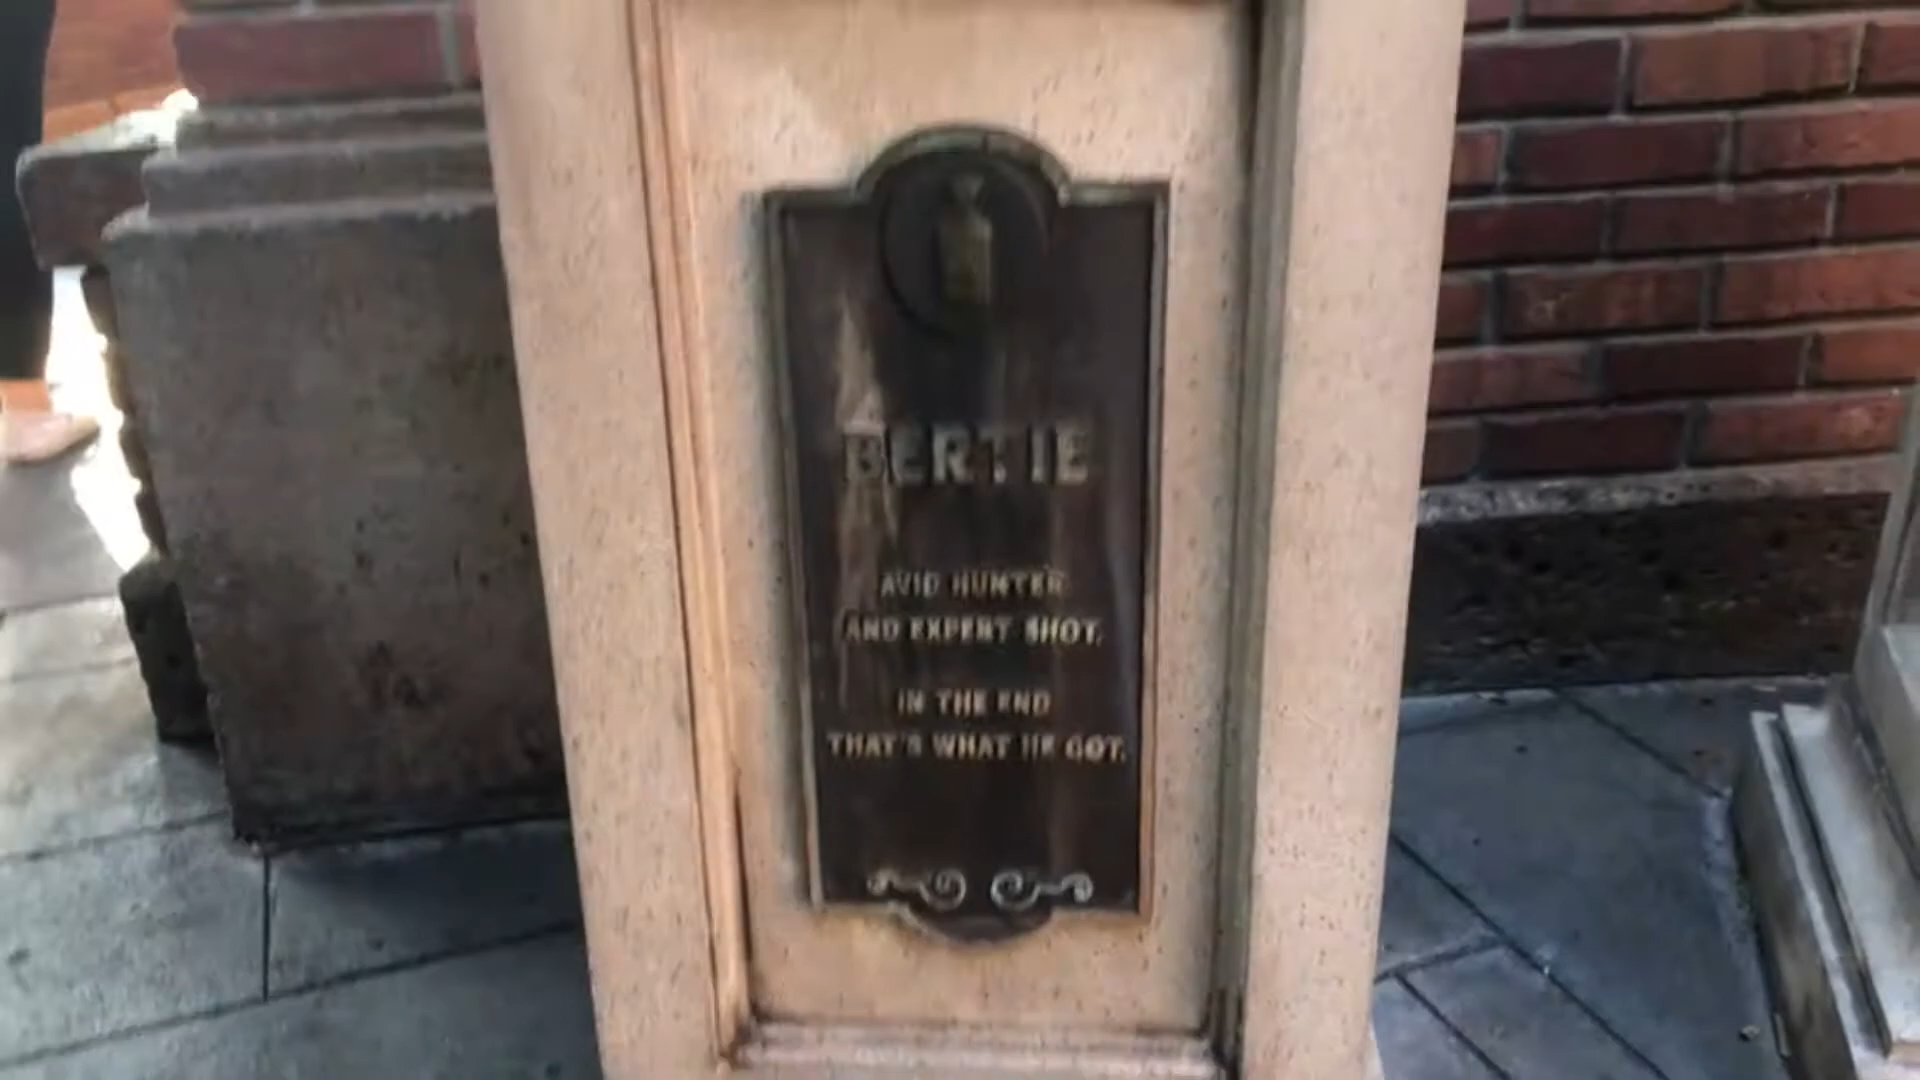 BERTIE
AVID HUNTER
AND EXPERT SHOT.
IN THE END
THAT'S WHAT HE GOT.